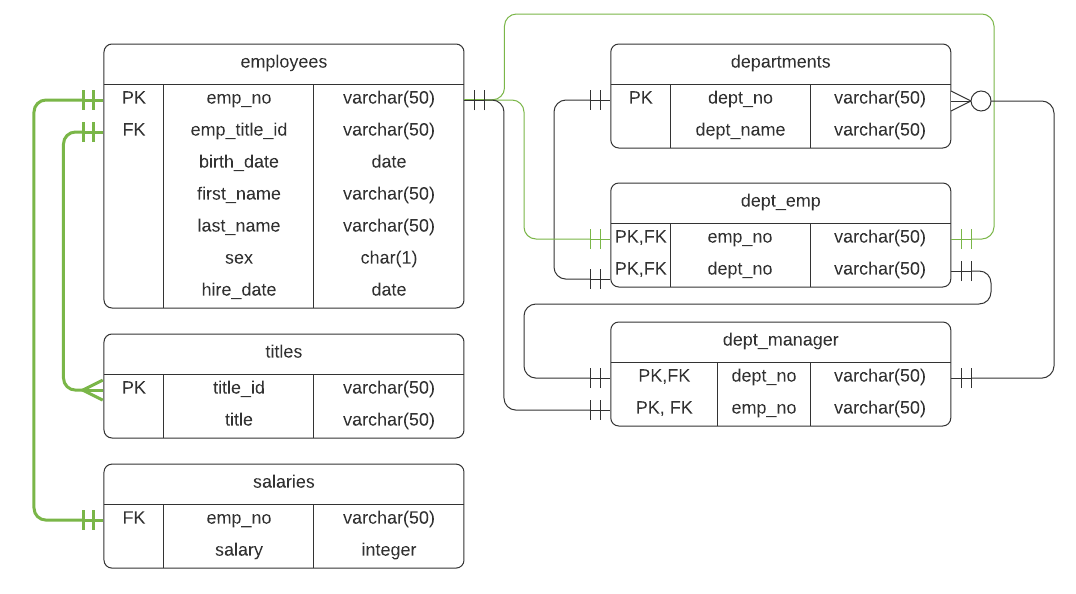 employees
PK emp_no varchar(50)
FK emp_title_id varchar(50)
birth_date date
first_name varchar(50)
last_name varchar(50)
sex char(1)
hire_date date
titles
PK title_id varchar(50)
title varchar(50)
salaries
FK emp_no varchar(50)
salary integer
departments
PK dept_no varchar(50)
dept_name varchar(50)
dept_emp
PK,FK emp_no varchar(50)
PK,FK dept_no varchar(50)
dept_manager
PK,FK dept_no varchar(50)
PK, FK emp_no varchar(50)